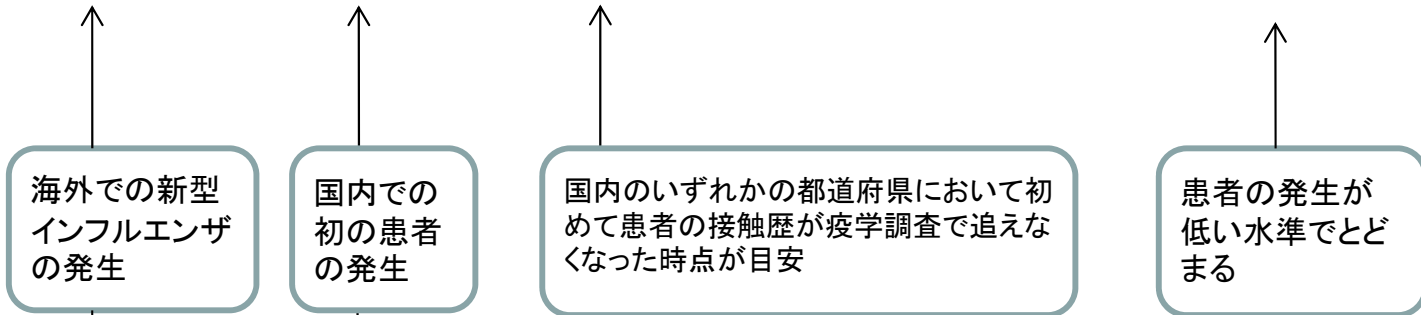 海外での新型
インフルエンザ
の発生
国内での
初の患者
の発生
国内のいずれかの都道府県において初
めて患者の接触歴が疫学調査で追えな
くなった時点が目安
患者の発生が
低い水準でとど
まる